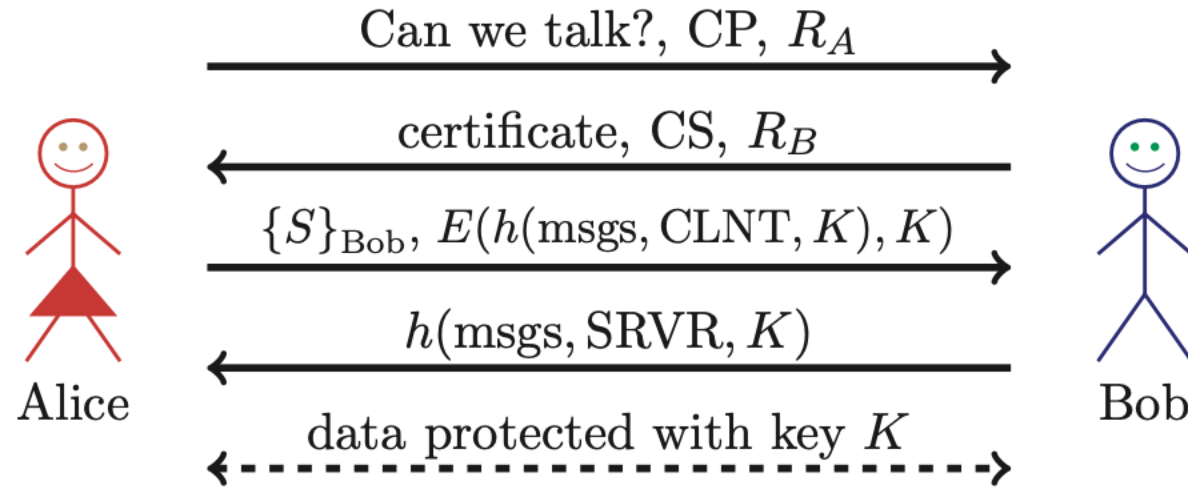 Can we talk?, CP, R_A
certificate, CS, R_B
{S}_Bob, E(h(msgs, CLNT, K), K)
h(msgs, SRVR, K)
Alice
Bob
data protected with key K